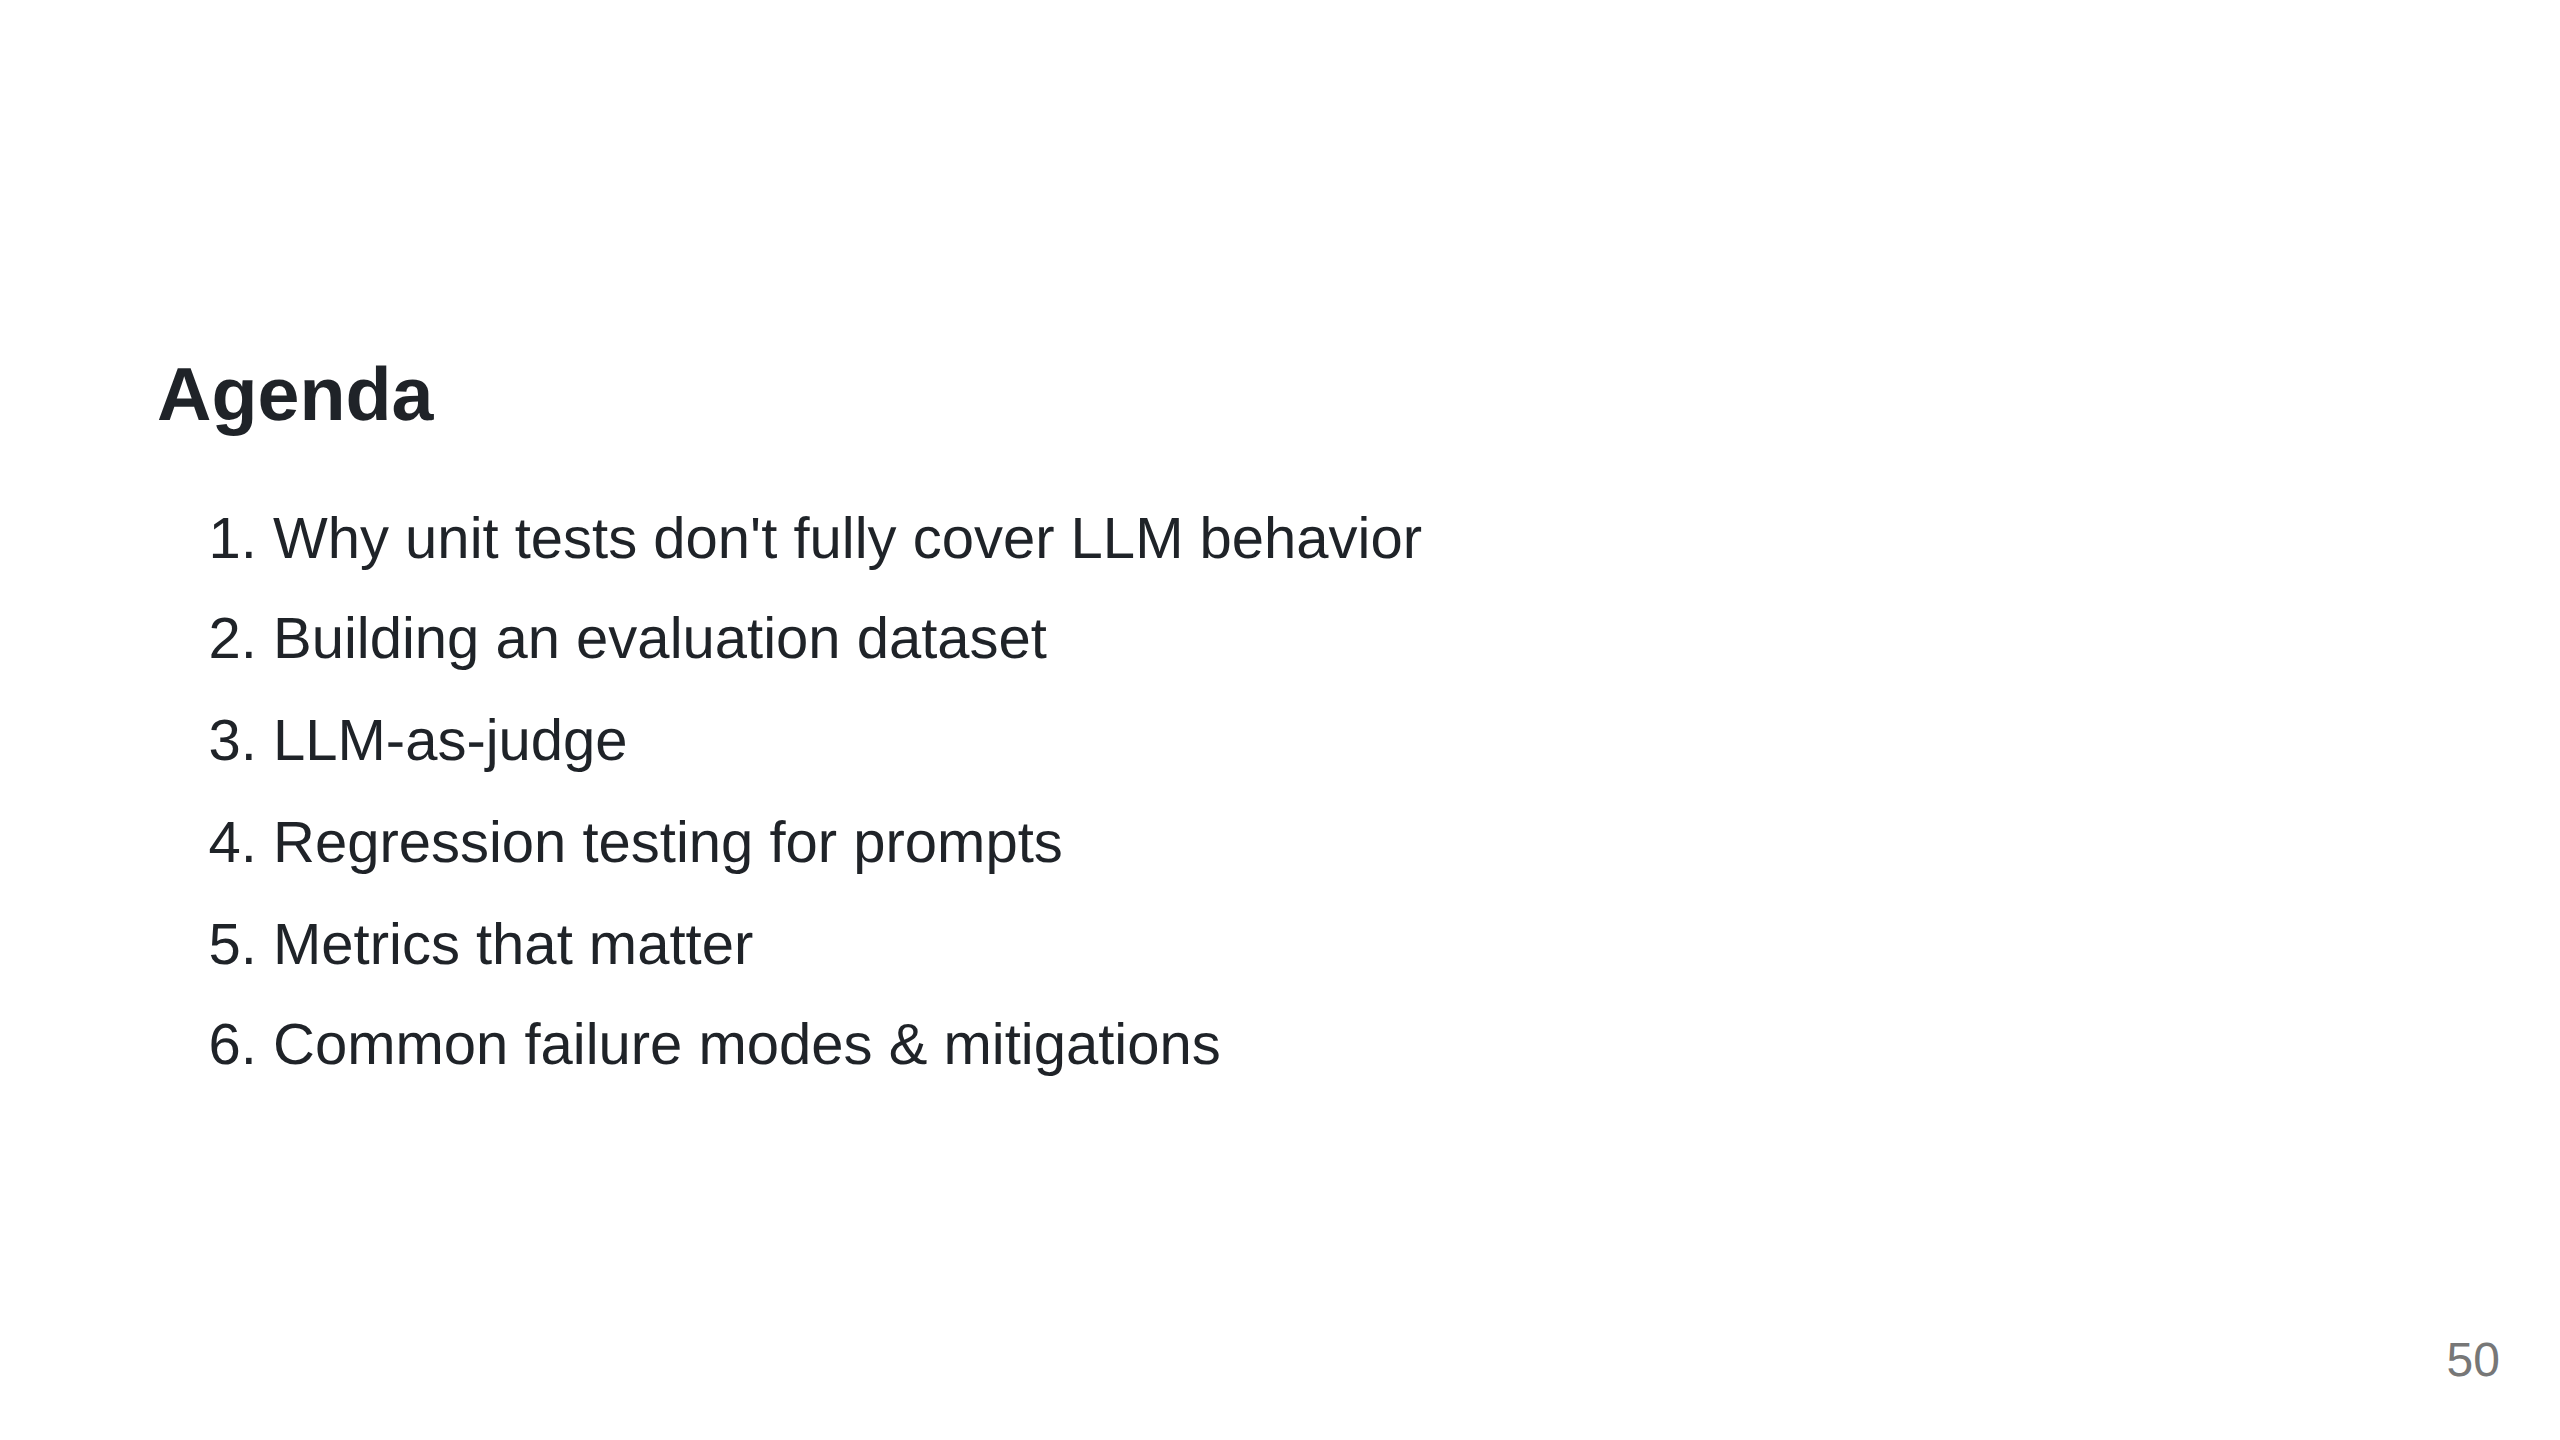 Agenda
1. Why unit tests don't fully cover LLM behavior
2. Building an evaluation dataset
3. LLM-as-judge
4. Regression testing for prompts
5. Metrics that matter
6. Common failure modes & mitigations
50